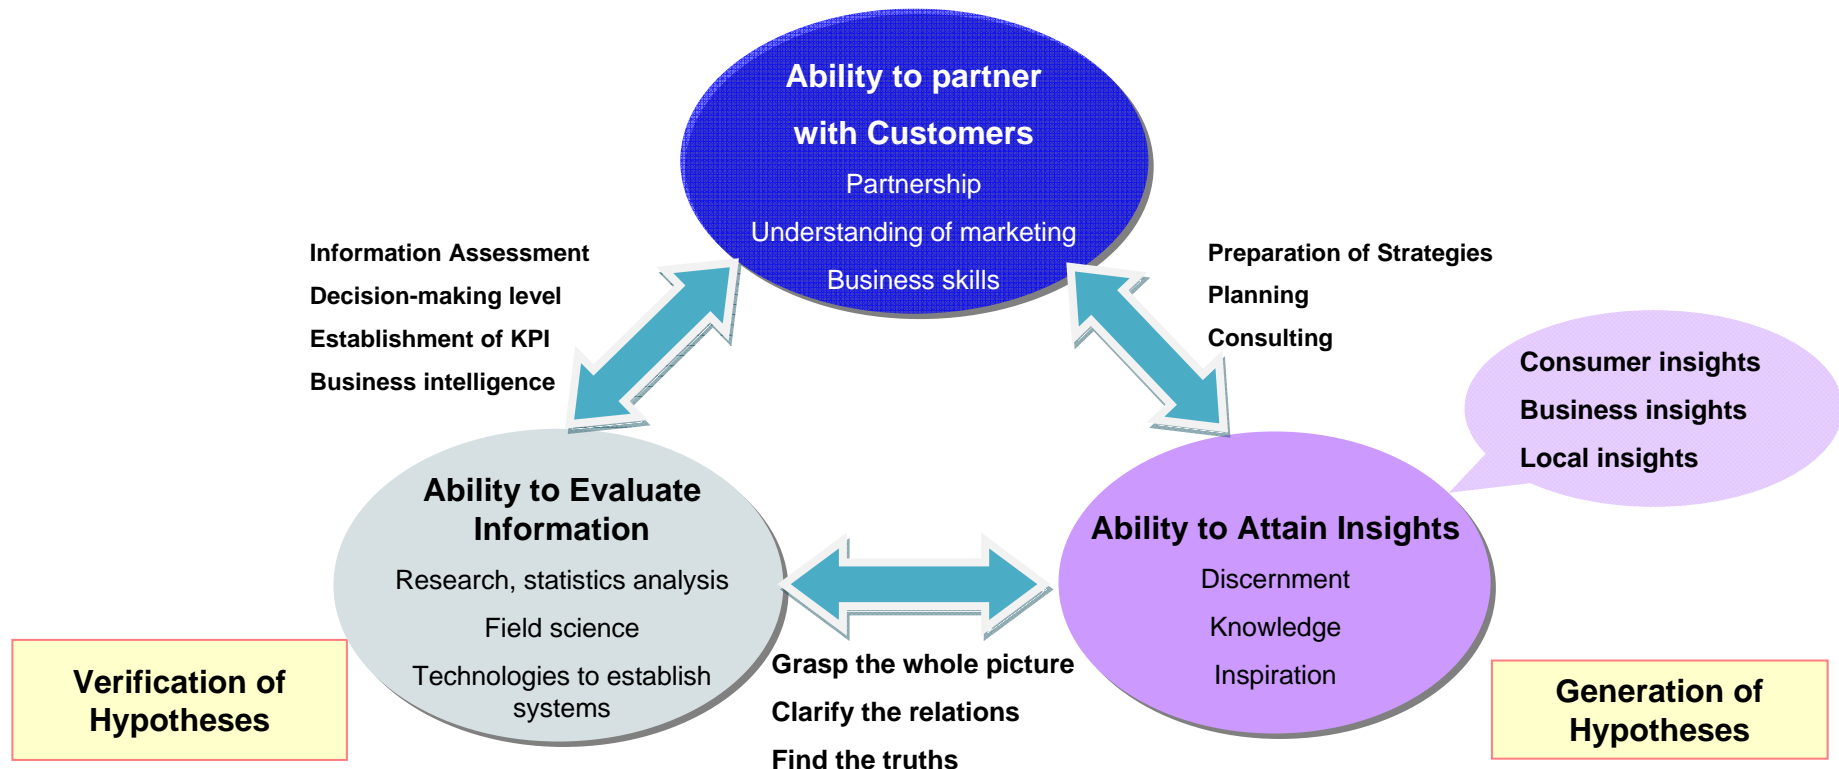 Ability to partner
with Customers
Partnership
Understanding of marketing
Business skills
Information Assessment
Decision-making level
Establishment of KPI
Business intelligence
Preparation of Strategies
Planning
Consulting
Consumer insights
Business insights
Local insights
Ability to Evaluate
Information
Research, statistics analysis
Field science
Technologies to establish
systems
Ability to Attain Insights
Discernment
Knowledge
Inspiration
Grasp the whole picture
Clarify the relations
Find the truths
Verification of
Hypotheses
Generation of
Hypotheses